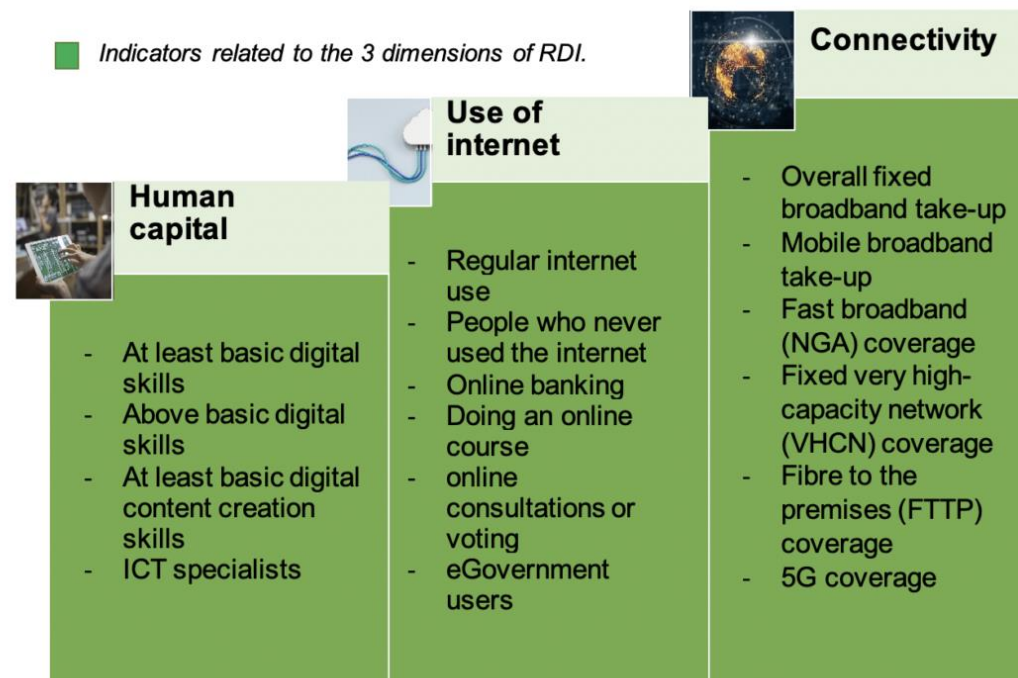 Indicators related to the 3 dimensions of RDI.
Human
capital
- At least basic digital
skills
- Above basic digital
skills
- At least basic digital
content creation
skills
- ICT specialists
Use of
internet
- Regular internet
use
- People who never
used the internet
- Online banking
- Doing an online
course
- online
consultations or
voting
- eGovernment
users
Connectivity
- Overall fixed
broadband take-up
- Mobile broadband
take-up
- Fast broadband
(NGA) coverage
- Fixed very high-
capacity network
(VHCN) coverage
- Fibre to the
premises (FTTP)
coverage
- 5G coverage